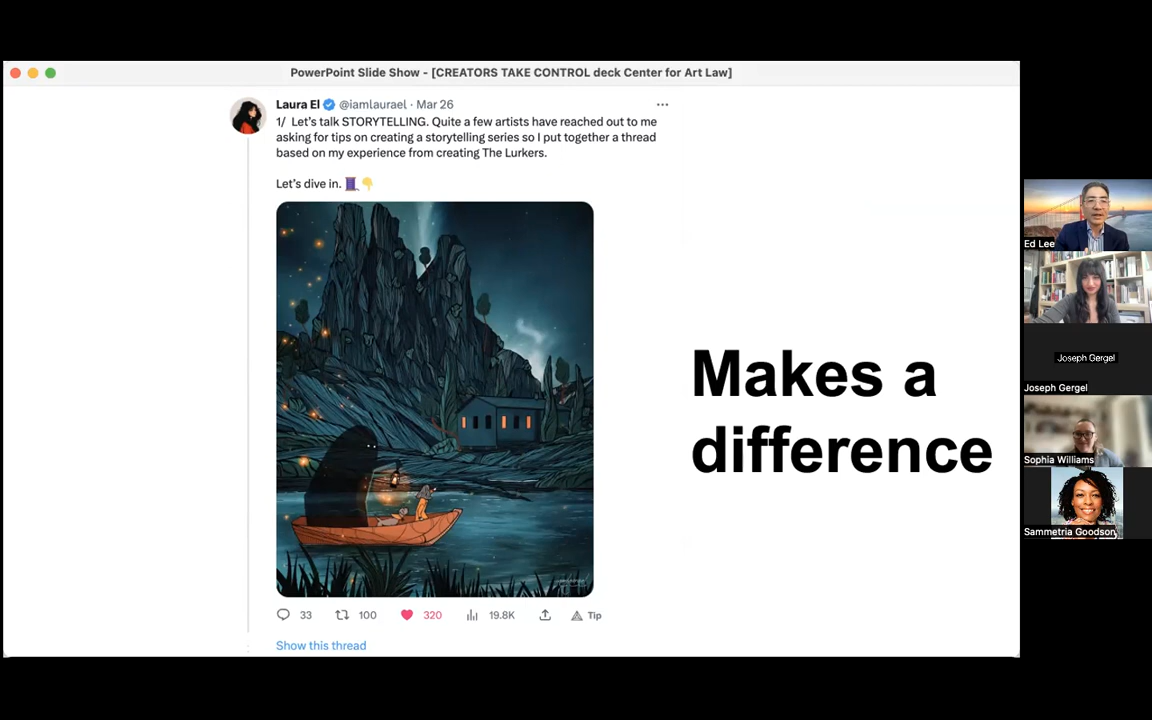 PowerPoint Slide Show - [CREATORS TAKE CONTROL deck Center for Art Law]
Laura El @iamlaurael · Mar 26
1/ Let's talk STORYTELLING. Quite a few artists have reached out to me
asking for tips on creating a storytelling series so I put together a thread
based on my experience from creating The Lurkers.
Let's dive in. 🧵👇
Makes a
difference
33 100 320 19.8K Tip
Show this thread
Ed Lee
Joseph Gergel
Joseph Gergel
Sophia Williams
Sammetria Goodson